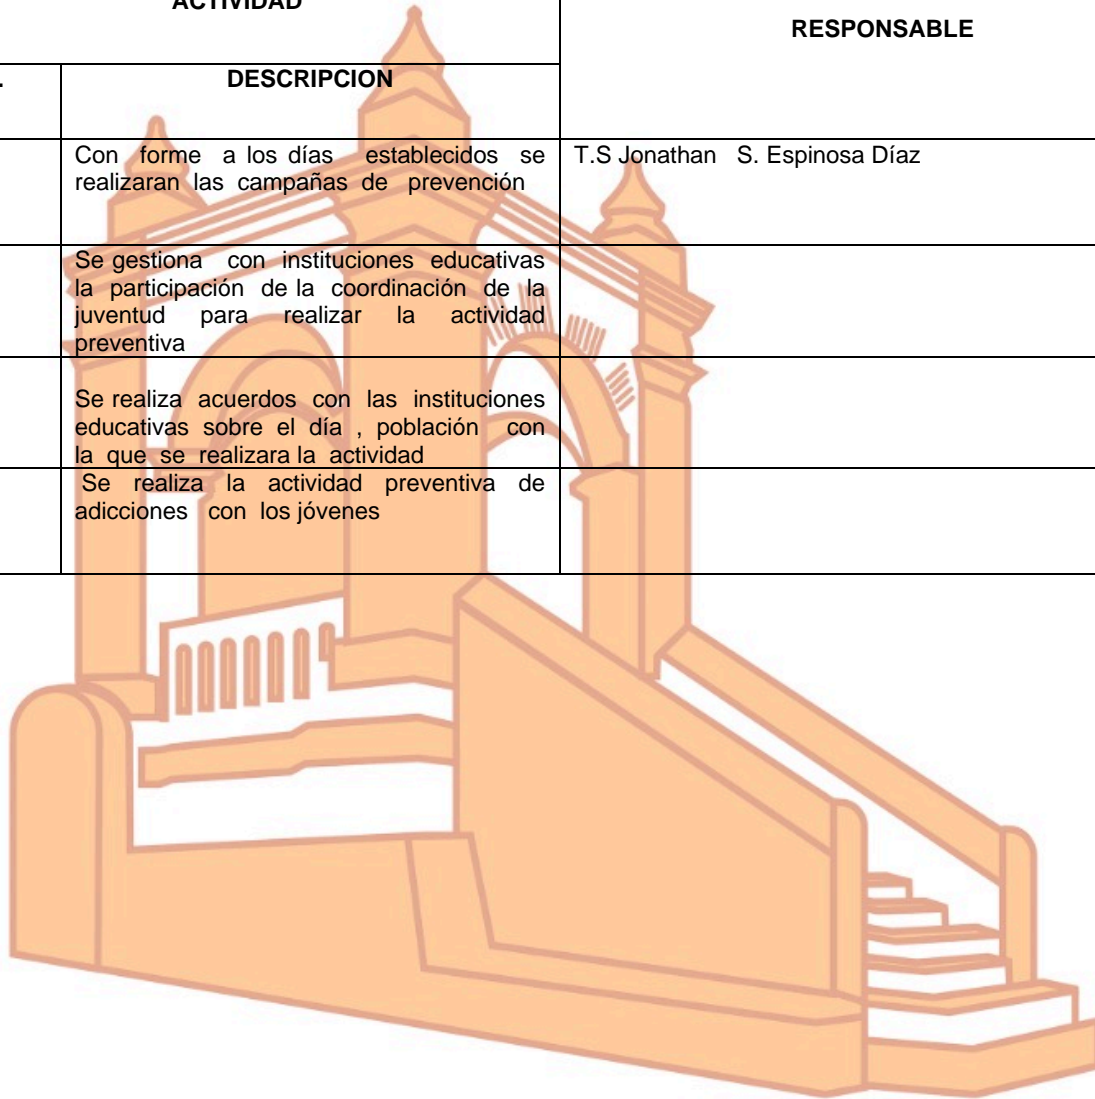 ACTIVIDAD
RESPONSABLE
.
DESCRIPCION
Con forme a los días establecidos se
realizaran las campañas de prevención
T.S Jonathan S. Espinosa Díaz
Se gestiona con instituciones educativas
la participación de la coordinación de la
juventud para realizar la actividad
preventiva
Se realiza acuerdos con las instituciones
educativas sobre el día , población con
la que se realizara la actividad
Se realiza la actividad preventiva de
adicciones con los jóvenes